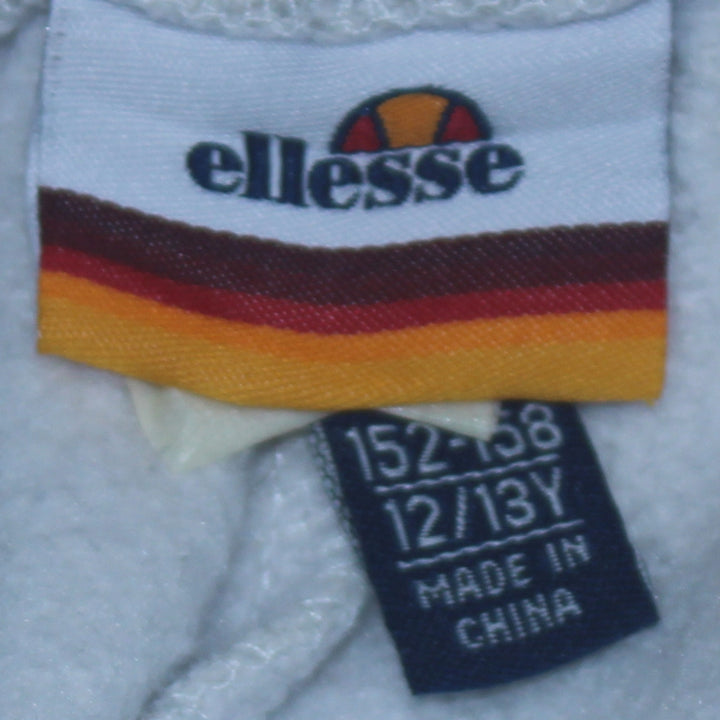 ellesse
152-158
12/13Y
MADE IN
CHINA